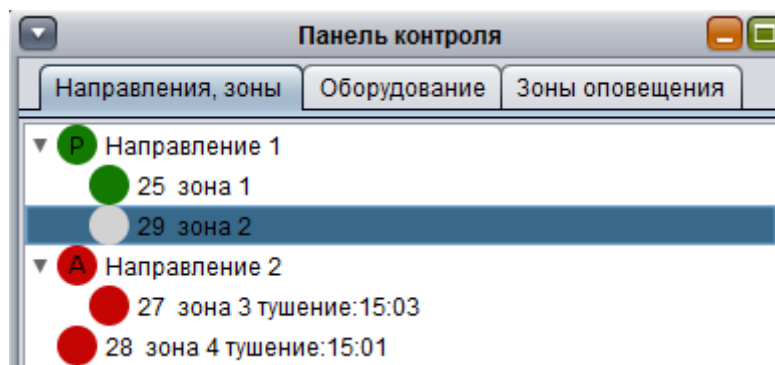 Панель контроля
Направления, зоны Оборудование Зоны оповещения
Р Направление 1
25 зона 1
29 зона 2
А Направление 2
27 зона 3 тушение:15:03
28 зона 4 тушение:15:01